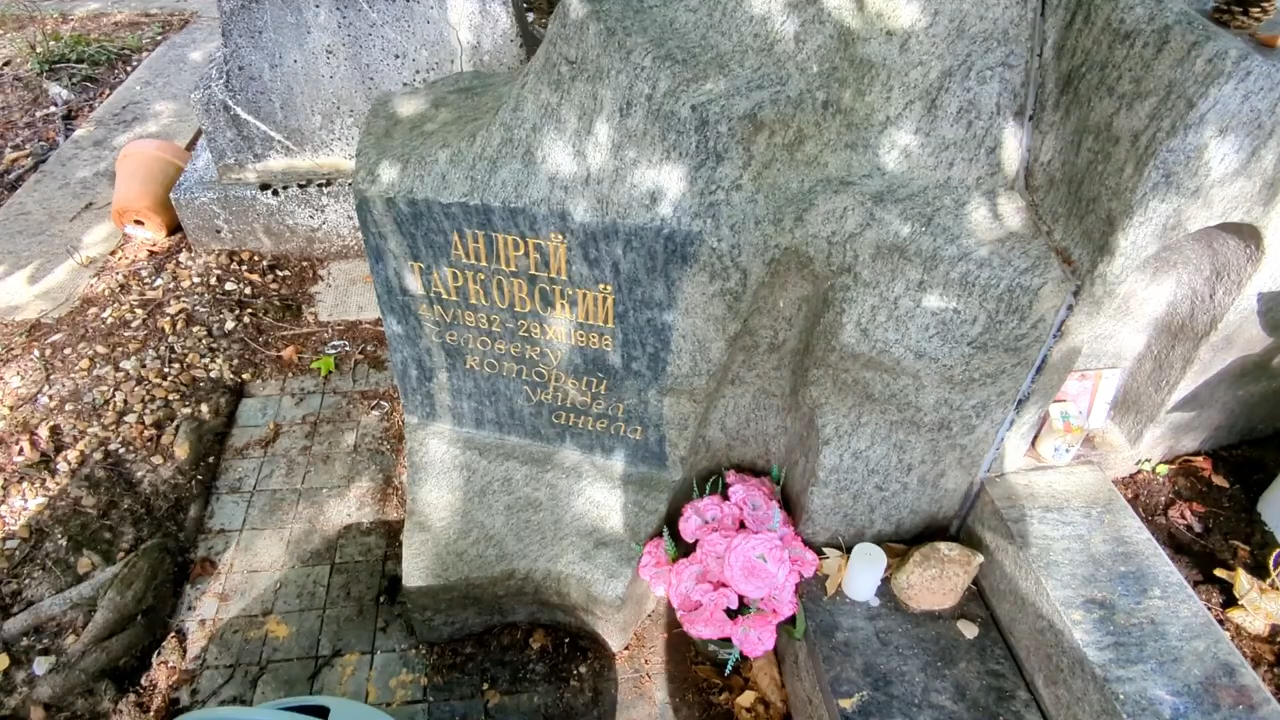 АНДРЕЙ
ТАРКОВСКИЙ
4.IV.1932-29.XII.1986
человеку
который
увидел
ангела